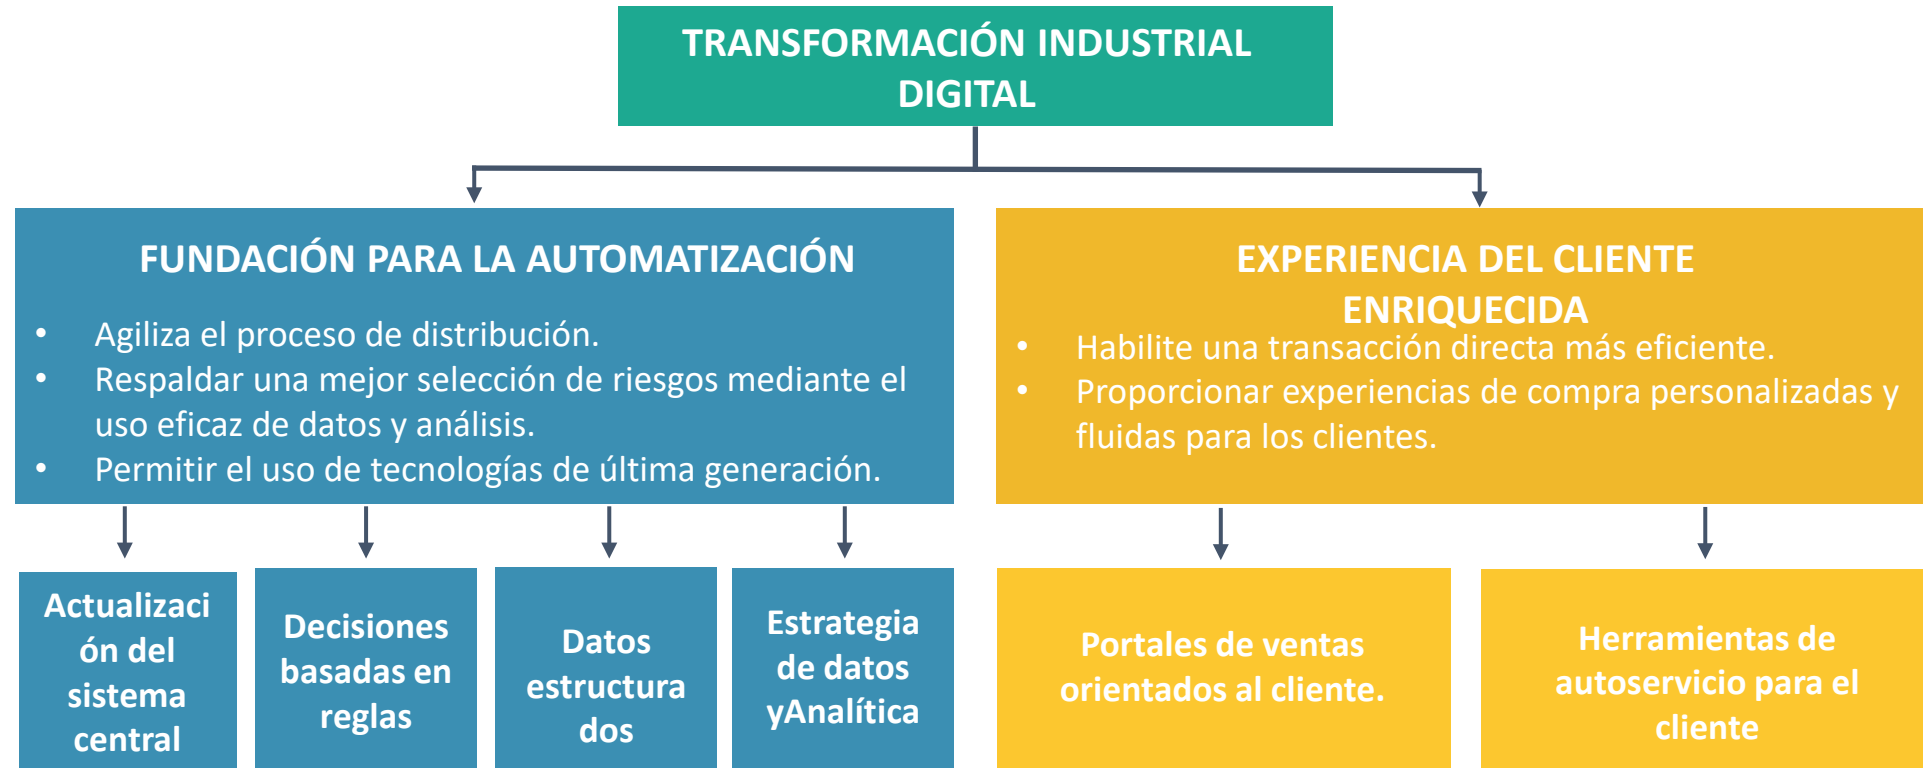 TRANSFORMACIÓN INDUSTRIAL
DIGITAL
FUNDACIÓN PARA LA AUTOMATIZACIÓN
• Agiliza el proceso de distribución.
• Respaldar una mejor selección de riesgos mediante el
uso eficaz de datos y análisis.
• Permitir el uso de tecnologías de última generación.
EXPERIENCIA DEL CLIENTE
ENRIQUECIDA
• Habilite una transacción directa más eficiente.
• Proporcionar experiencias de compra personalizadas y
fluidas para los clientes.
Actualizaci
ón del
sistema
central
Decisiones
basadas en
reglas
Datos
estructura
dos
Estrategia
de datos
yAnalítica
Portales de ventas
orientados al cliente.
Herramientas de
autoservicio para el
cliente